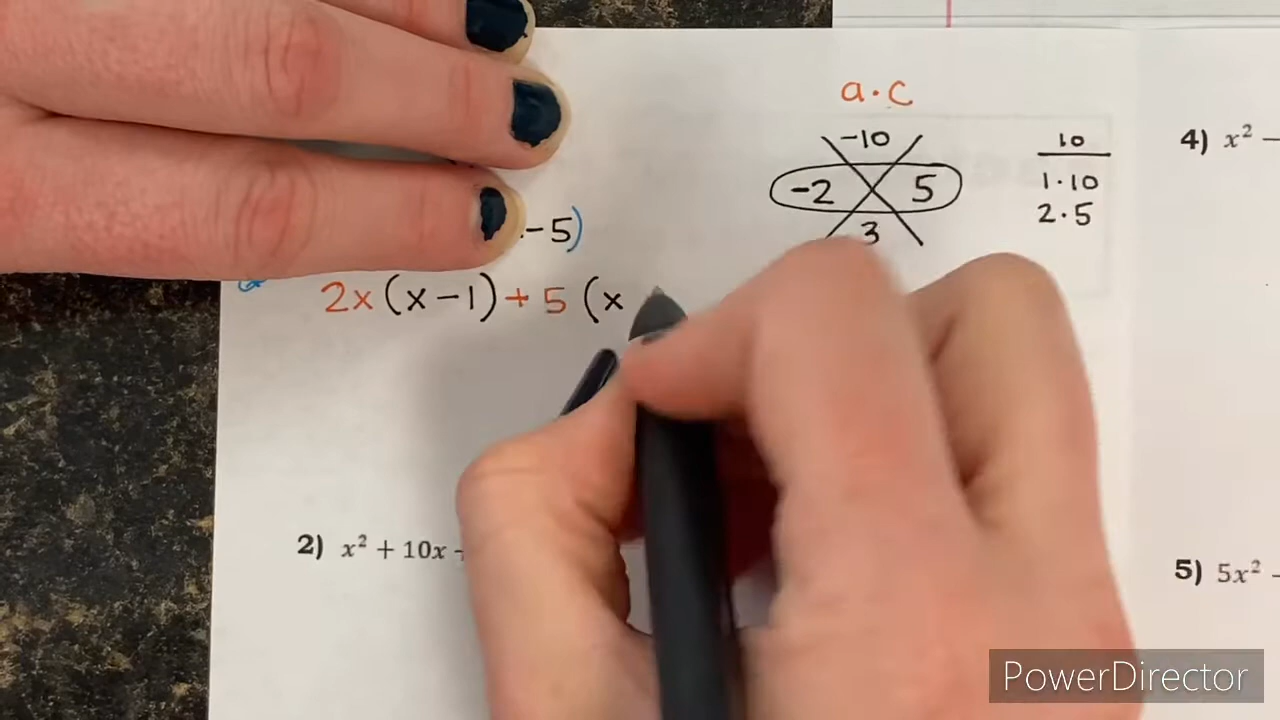 a·c
-10
-2 5
3
10
1·10
2·5
-5)
2x(x-1)+5(x
2) x² + 10x
4) x² -
5) 5x² -
PowerDirector